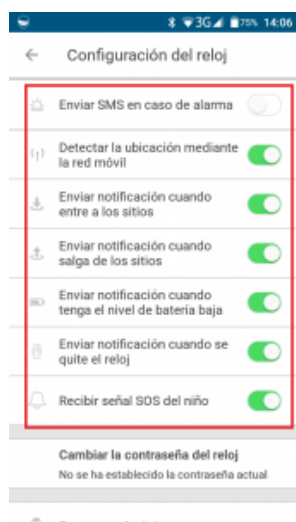 3G 75% 14:06
Configuración del reloj
Enviar SMS en caso de alarma
Detectar la ubicación mediante
la red móvil
Enviar notificación cuando
entre a los sitios
Enviar notificación cuando
salga de los sitios
Enviar notificación cuando
tenga el nivel de batería baja
Enviar notificación cuando se
quite el reloj
Recibir señal SOS del niño
Cambiar la contraseña del reloj
No se ha establecido la contraseña actual